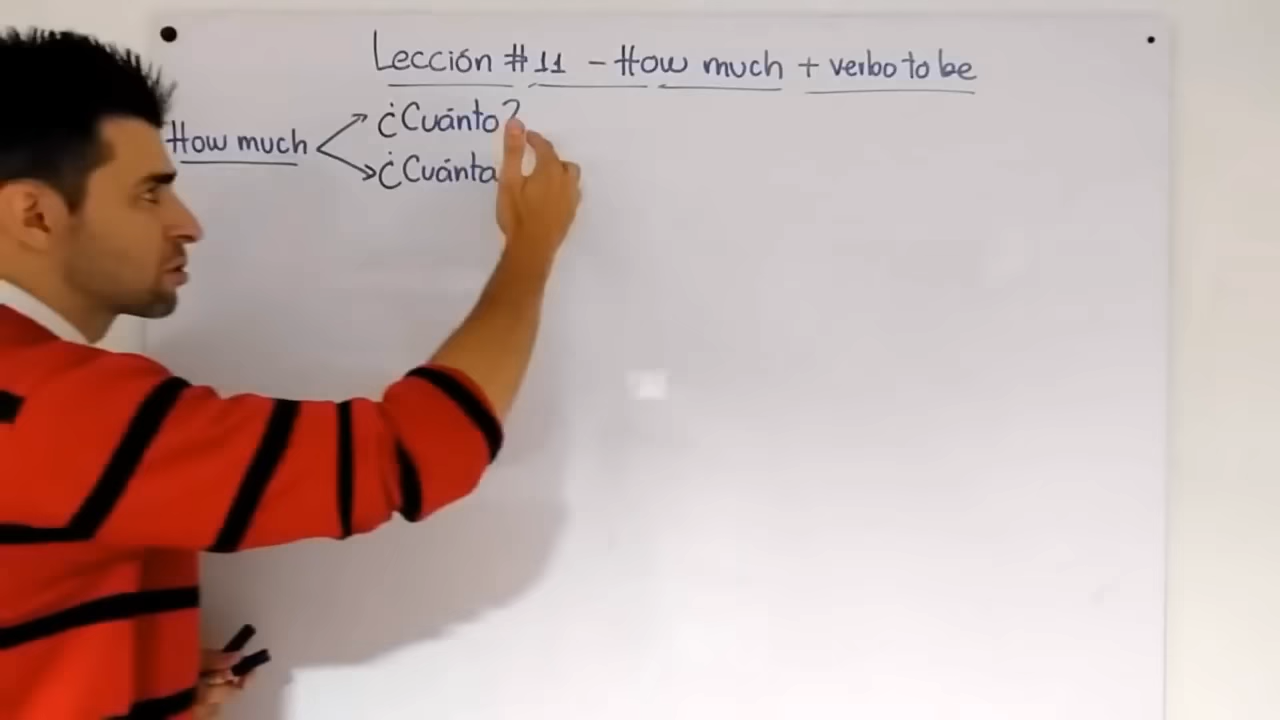 Lección #11 - How much + verbo to be
How much
¿Cuánto?
¿Cuánta